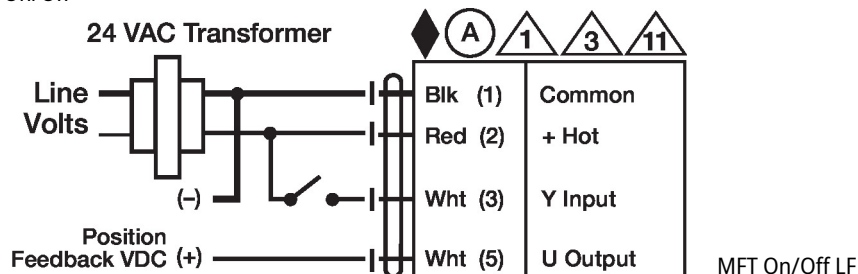 24 VAC Transformer
A 1 3 11
Line
Volts
Blk (1) Common
Red (2) + Hot
(–)
Wht (3) Y Input
Position
Feedback VDC (+)
Wht (5) U Output
MFT On/Off LF